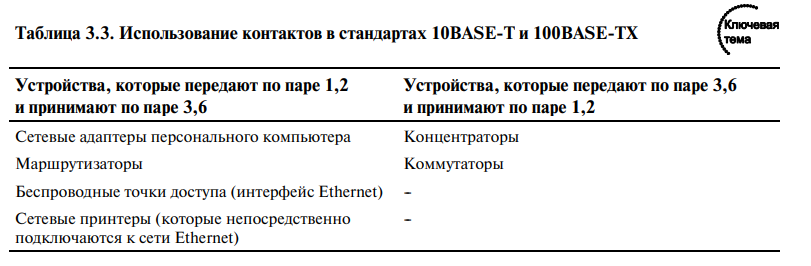 Таблица 3.3. Использование контактов в стандартах 10BASE-T и 100BASE-TX
Ключевая
тема
Устройства, которые передают по паре 1,2
и принимают по паре 3,6
Устройства, которые передают по паре 3,6
и принимают по паре 1,2
Сетевые адаптеры персонального компьютера
Концентраторы
Маршрутизаторы
Коммутаторы
Беспроводные точки доступа (интерфейс Ethernet)
–
Сетевые принтеры (которые непосредственно
подключаются к сети Ethernet)
–